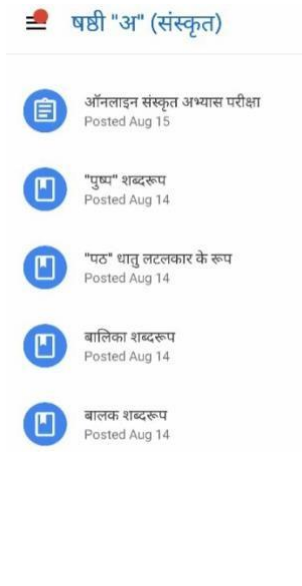 षष्ठी "अ" (संस्कृत)
ऑनलाइन संस्कृत अभ्यास परीक्षा
Posted Aug 15
"पुष्प" शब्दरूप
Posted Aug 14
"पठ" धातु लटलकार के रूप
Posted Aug 14
बालिका शब्दरूप
Posted Aug 14
बालक शब्दरूप
Posted Aug 14